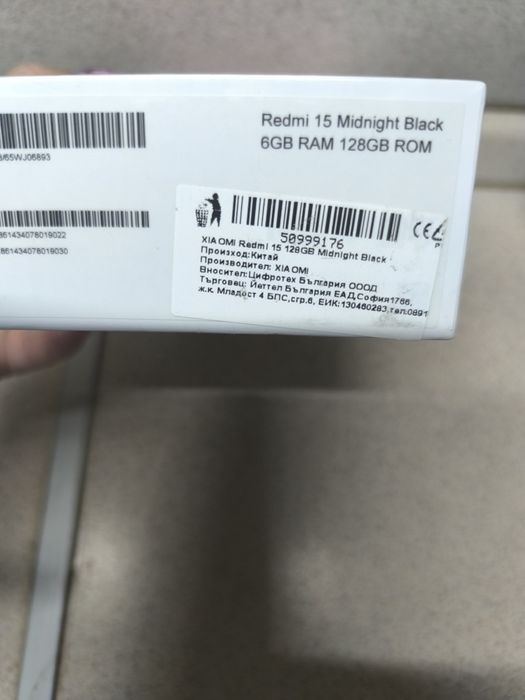 Redmi 15 Midnight Black
6GB RAM 128GB ROM
/65WJ06893
861434078019022
861434078019030
50999176
CE
XIAOMI Redmi 15 128GB Midnight Black
Произход:Китай
Производител: XIAOMI
Вносител:Цифротех България ОООД
Търговец: Йеттел България ЕАД,София1766,
ж.к. Младост 4 БПС,сгр.6, ЕИК:130460283,тел:0891